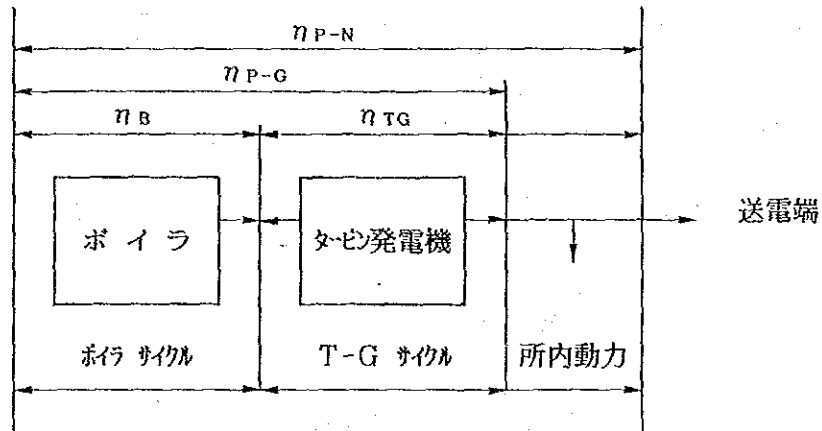 η P-N
η P-G
η B
η TG
ボイラ
タービン発電機
送電端
ボイラ サイクル
T-G サイクル
所内動力